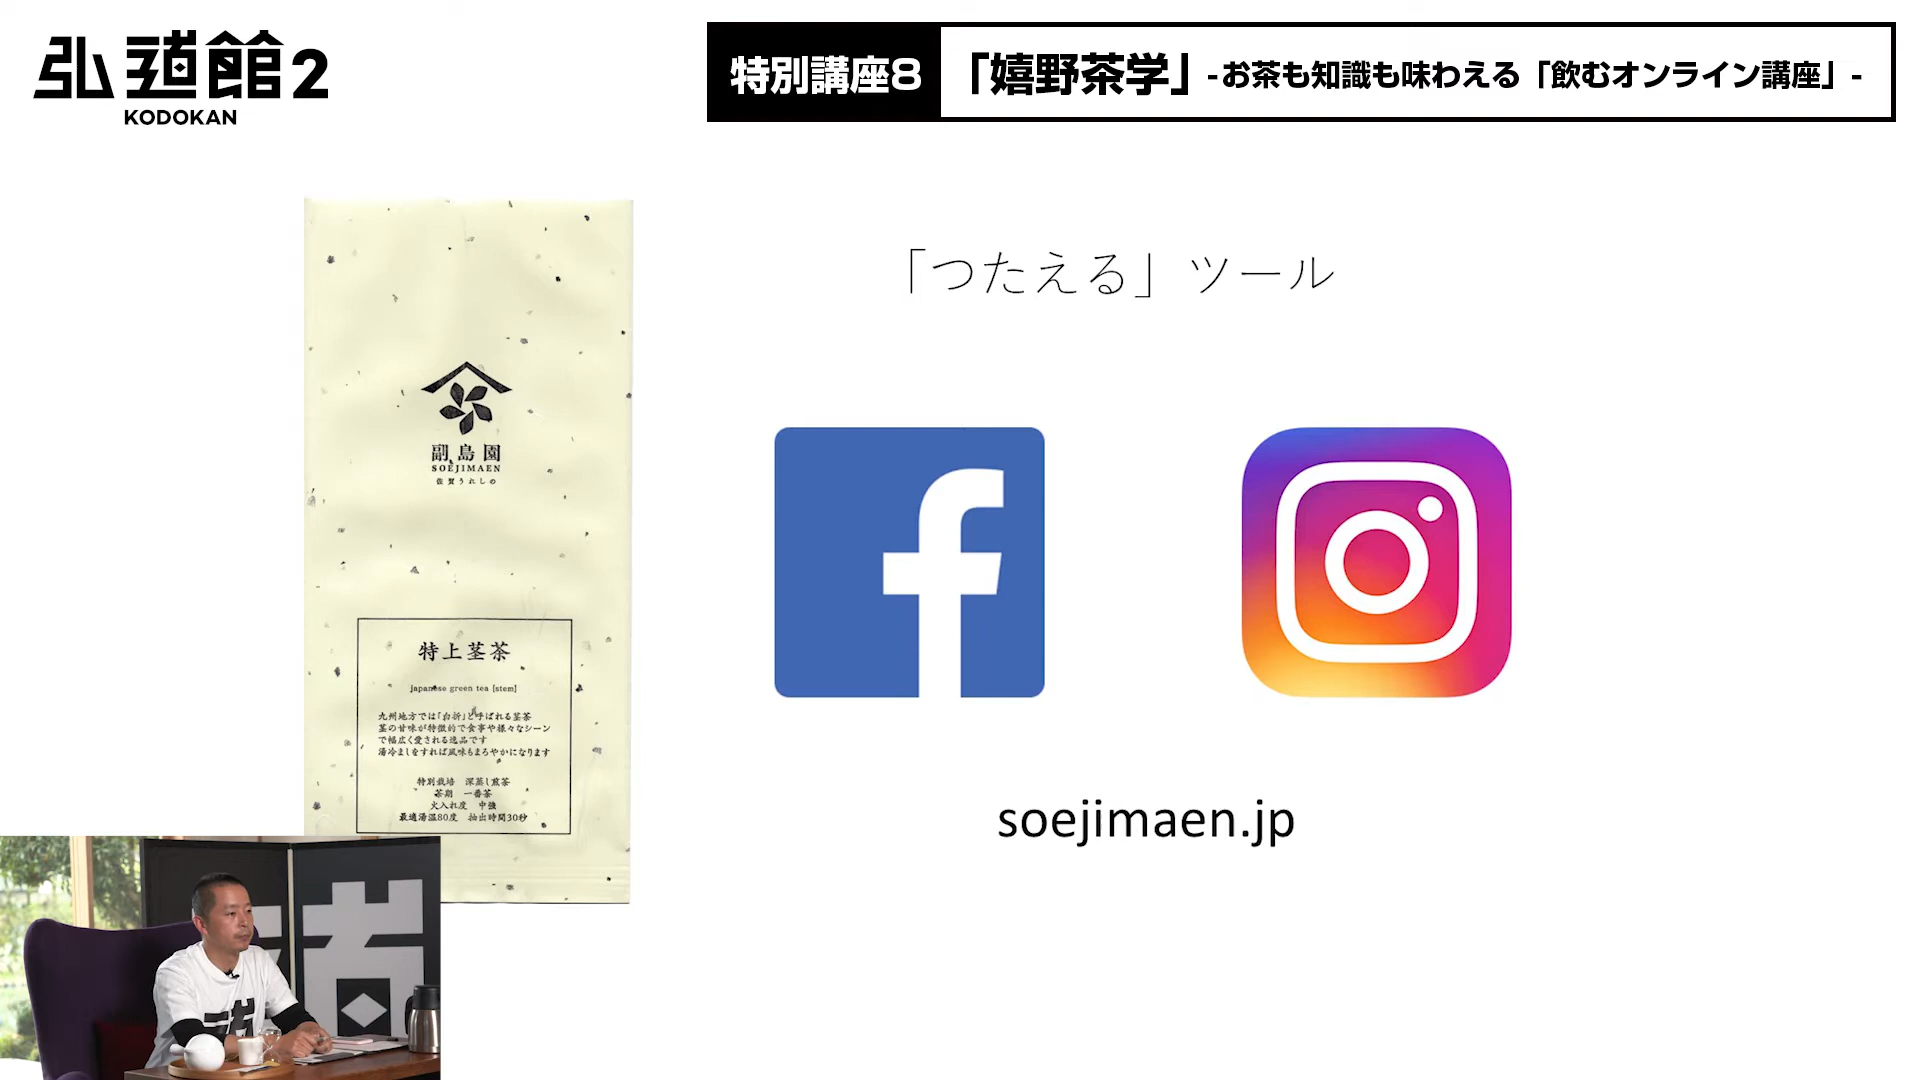 弘道館2
KODOKAN
特別講座8
「嬉野茶学」-お茶も知識も味わえる「飲むオンライン講座」-
「つたえる」ツール
副島園
SOEJIMAEN
佐賀うれしの
特上茎茶
japanese green tea [stem]
九州地方では「白折」と呼ばれる茎茶
茎の甘味が特徴的で食事や様々なシーン
で幅広く愛される逸品です
湯冷ましをすれば風味もまろやかになります
特別栽培 深蒸し煎茶
茶期 一番茶
火入れ度 中強
最適湯温80度 抽出時間30秒
soejimaen.jp